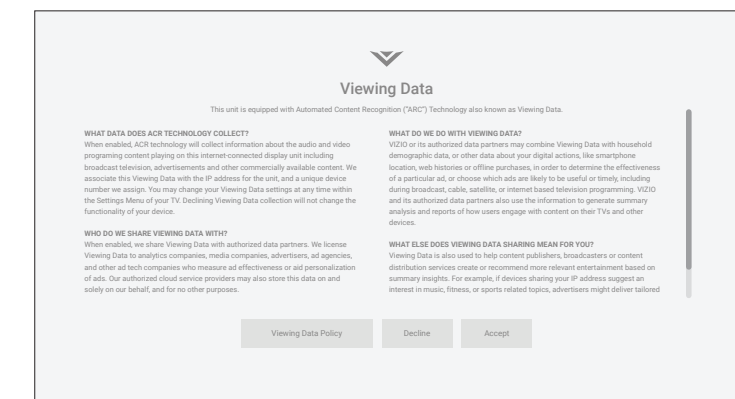 Viewing Data
This unit is equipped with Automated Content Recognition ("ARC") Technology also known as Viewing Data.
WHAT DATA DOES ACR TECHNOLOGY COLLECT?
When enabled, ACR technology will collect information about the audio and video
programing content playing on this internet-connected display unit including
broadcast television, advertisements and other commercially available content. We
associate this Viewing Data with the IP address for the unit, and a unique device
number we assign. You may change your Viewing Data settings at any time within
the Settings Menu of your TV. Declining Viewing Data collection will not change the
functionality of your device.
WHO DO WE SHARE VIEWING DATA WITH?
When enabled, we share Viewing Data with authorized data partners. We license
Viewing Data to analytics companies, media companies, advertisers, ad agencies,
and other ad tech companies who measure ad effectiveness or aid personalization
of ads. Our authorized cloud service providers may also store this data on and
solely on our behalf, and for no other purposes.
WHAT DO WE DO WITH VIEWING DATA?
VIZIO or its authorized data partners may combine Viewing Data with household
demographic data, or other data about your digital actions, like smartphone
location, web histories or offline purchases, in order to determine the effectiveness
of a particular ad, or choose which ads are likely to be useful or timely, including
during broadcast, cable, satellite, or internet based television programming. VIZIO
and its authorized data partners also use the information to generate summary
analysis and reports of how users engage with content on their TVs and other
devices.
WHAT ELSE DOES VIEWING DATA SHARING MEAN FOR YOU?
Viewing Data is also used to help content publishers, broadcasters or content
distribution services create or recommend more relevant entertainment based on
summary insights. For example, if devices sharing your IP address suggest an
interest in music, fitness, or sports related topics, advertisers might deliver tailored
Viewing Data Policy
Decline
Accept